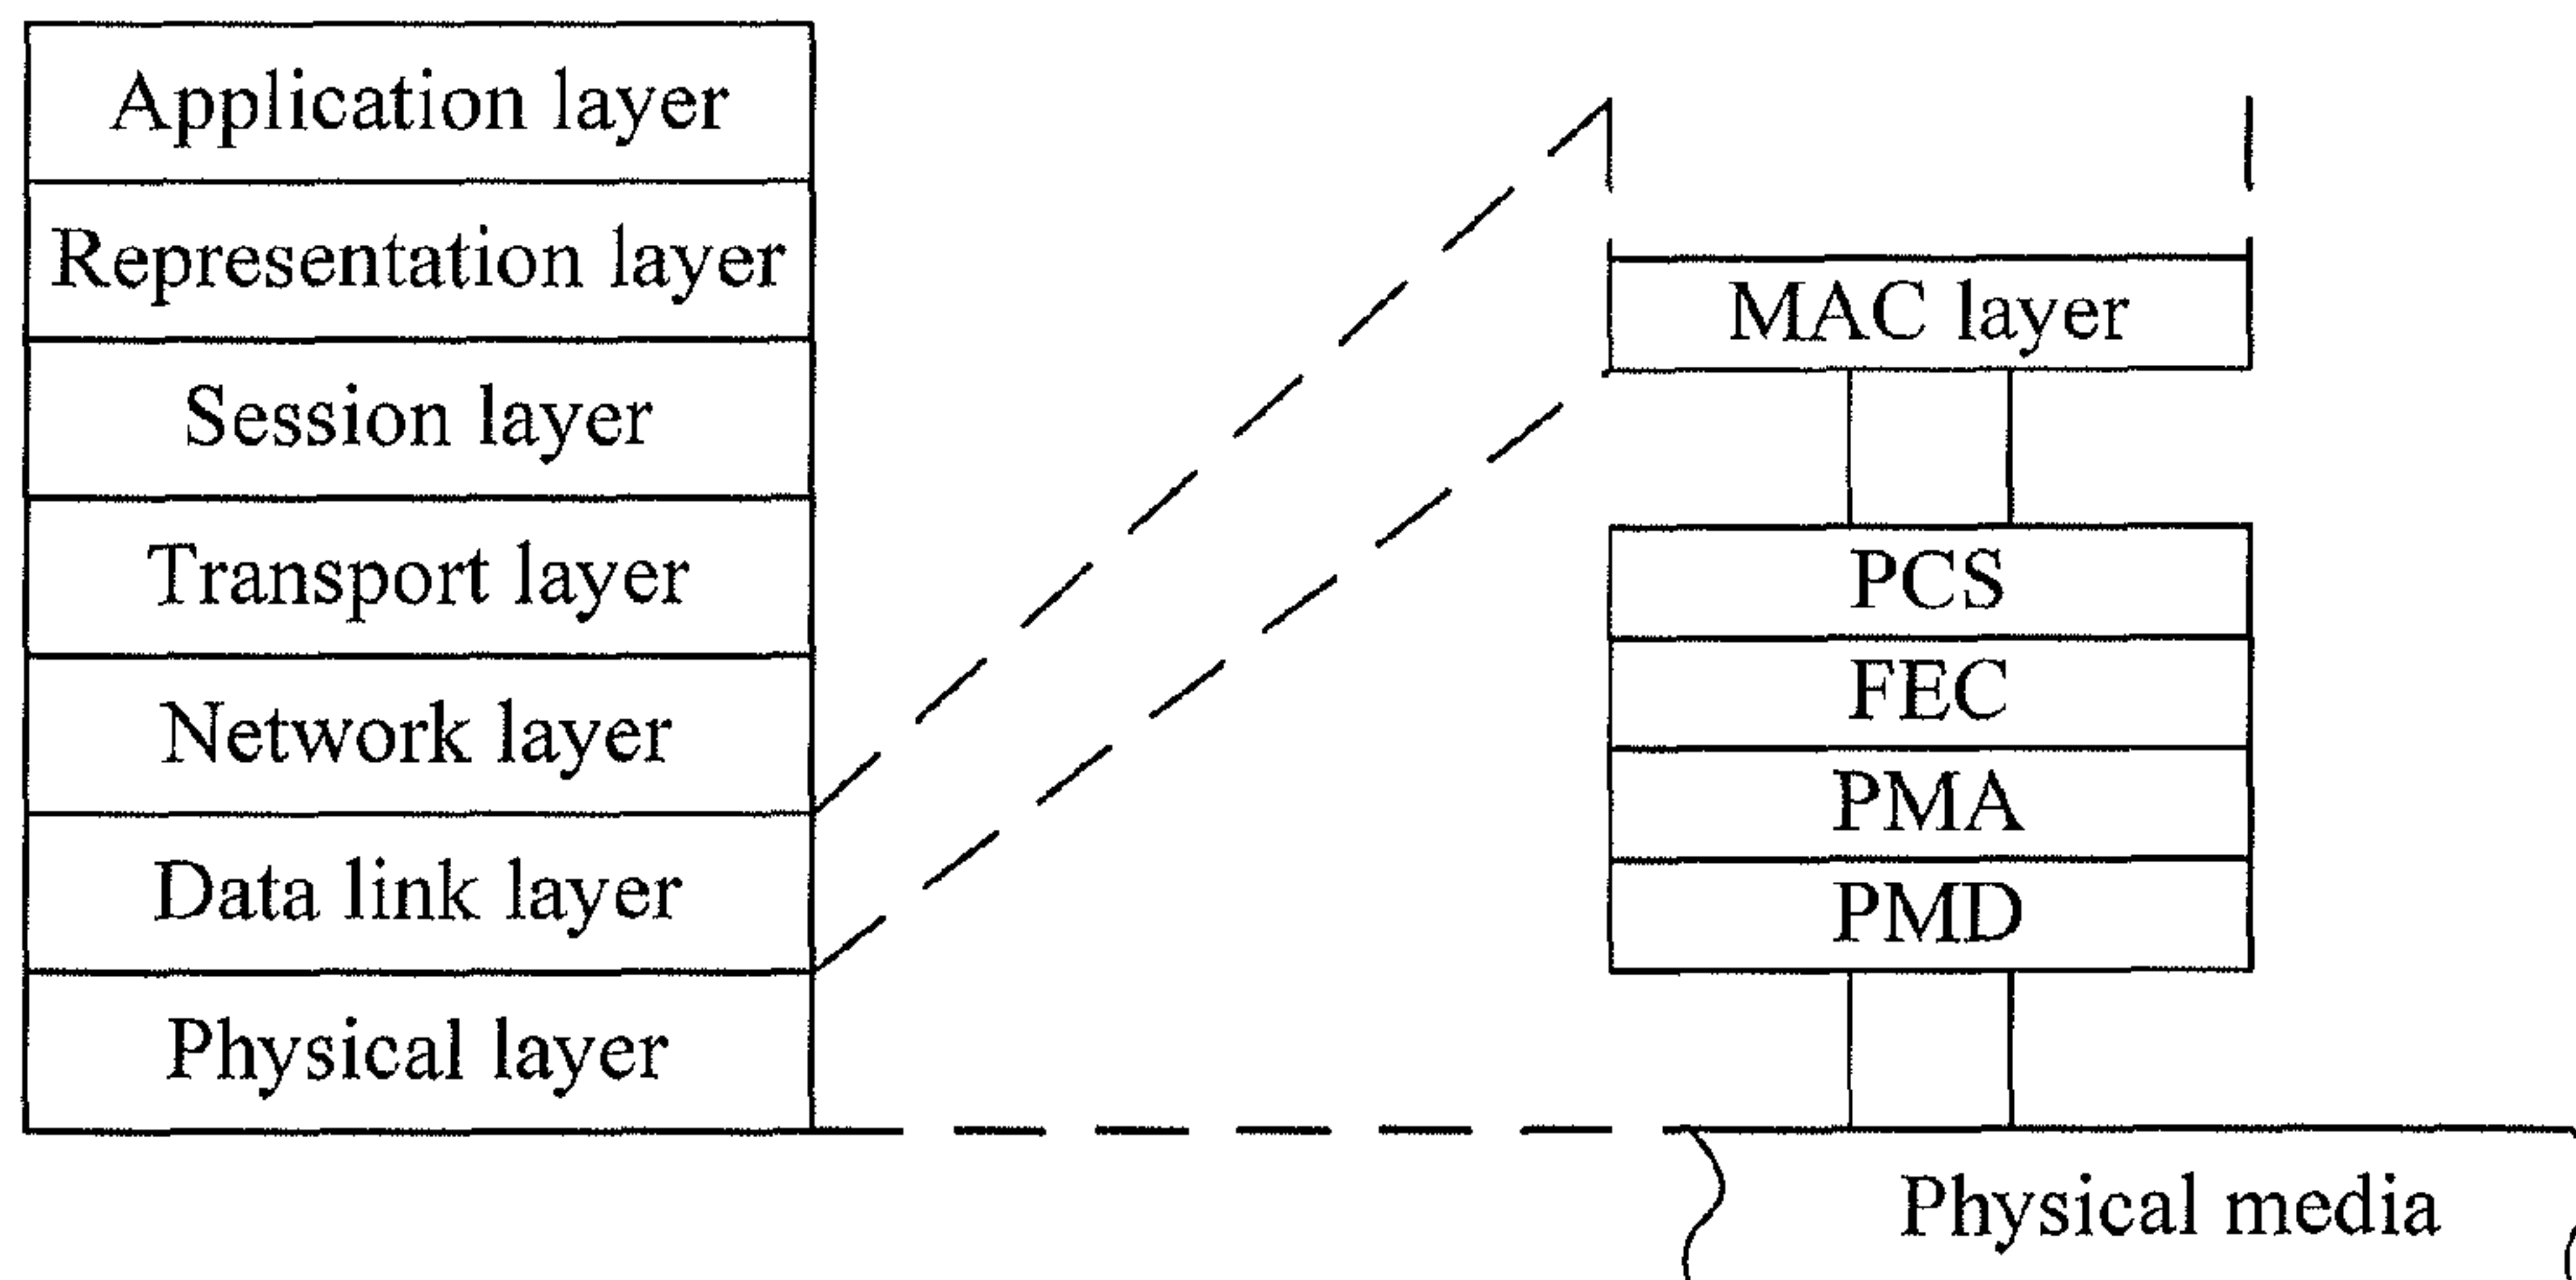 Application layer
Representation layer
Session layer
Transport layer
Network layer
Data link layer
Physical layer
MAC layer
PCS
FEC
PMA
PMD
Physical media